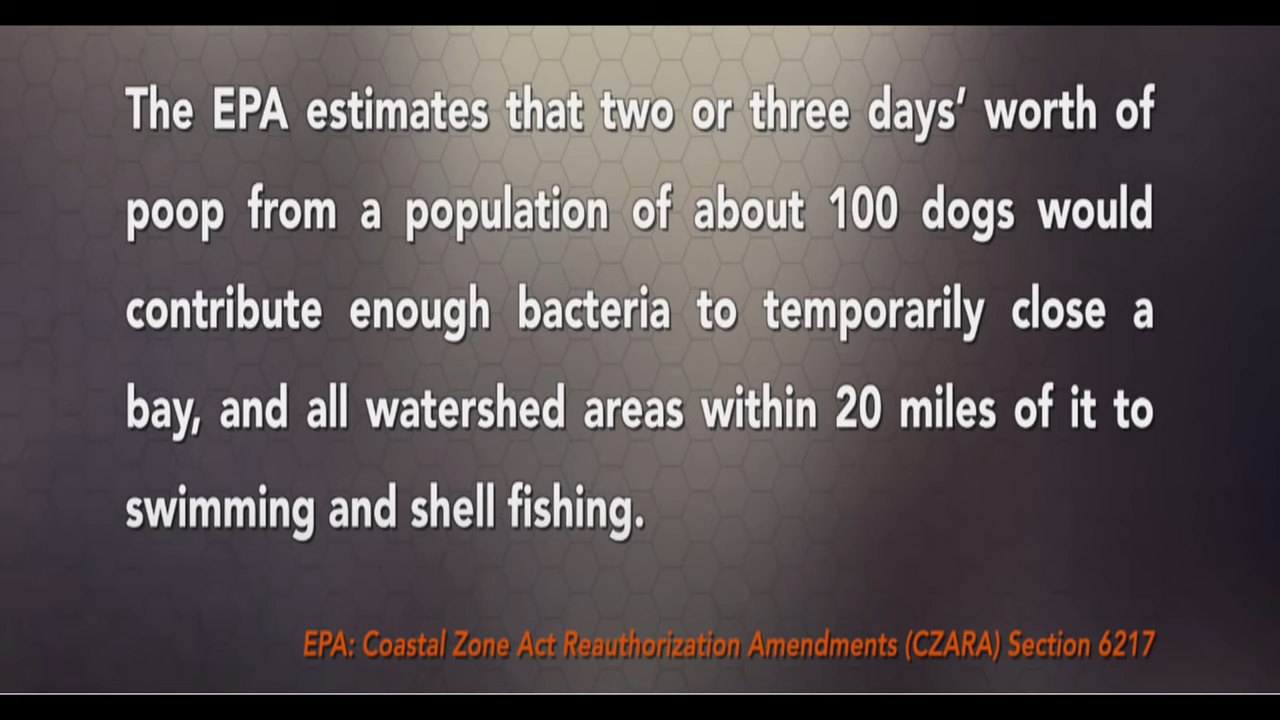 The EPA estimates that two or three days’ worth of
poop from a population of about 100 dogs would
contribute enough bacteria to temporarily close a
bay, and all watershed areas within 20 miles of it to
swimming and shell fishing.
EPA: Coastal Zone Act Reauthorization Amendments (CZARA) Section 6217